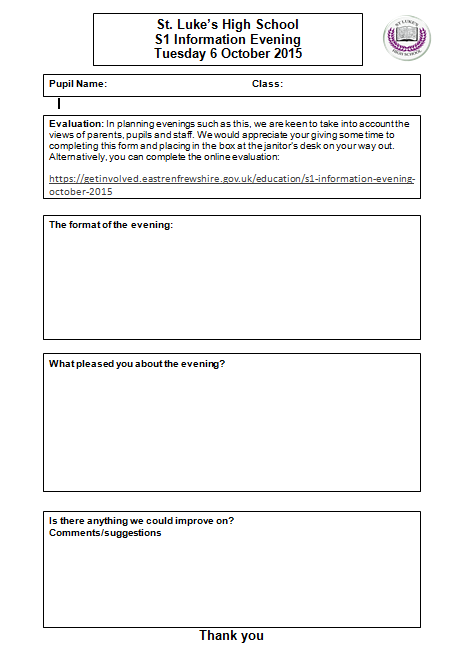 St. Luke's High School
S1 Information Evening
Tuesday 6 October 2015
ST LUKE'S
HIGH SCHOOL
Pupil Name: Class:
Evaluation: In planning evenings such as this, we are keen to take into account the
views of parents, pupils and staff. We would appreciate your giving some time to
completing this form and placing in the box at the janitor's desk on your way out.
Alternatively, you can complete the online evaluation:
https://getinvolved.eastrenfrewshire.gov.uk/education/s1-information-evening-
october-2015
The format of the evening:
What pleased you about the evening?
Is there anything we could improve on?
Comments/suggestions
Thank you